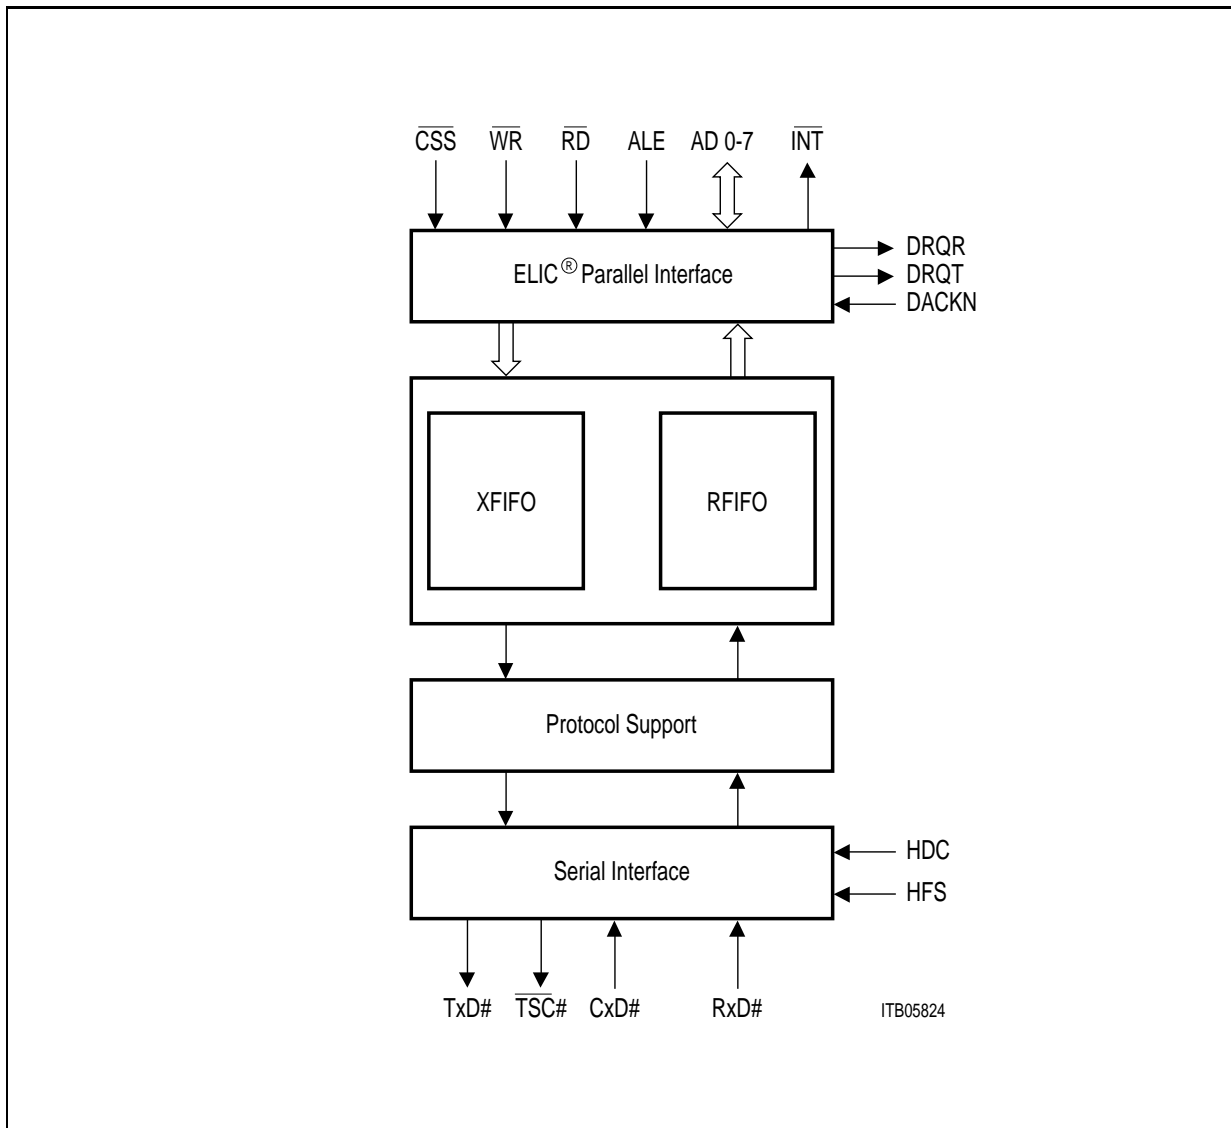 CSS WR RD ALE AD 0-7 INT
DRQR
ELIC® Parallel Interface DRQT
DACKN
XFIFO RFIFO
Protocol Support
HDC
Serial Interface
HFS
TxD# TSC# CxD# RxD# ITB05824